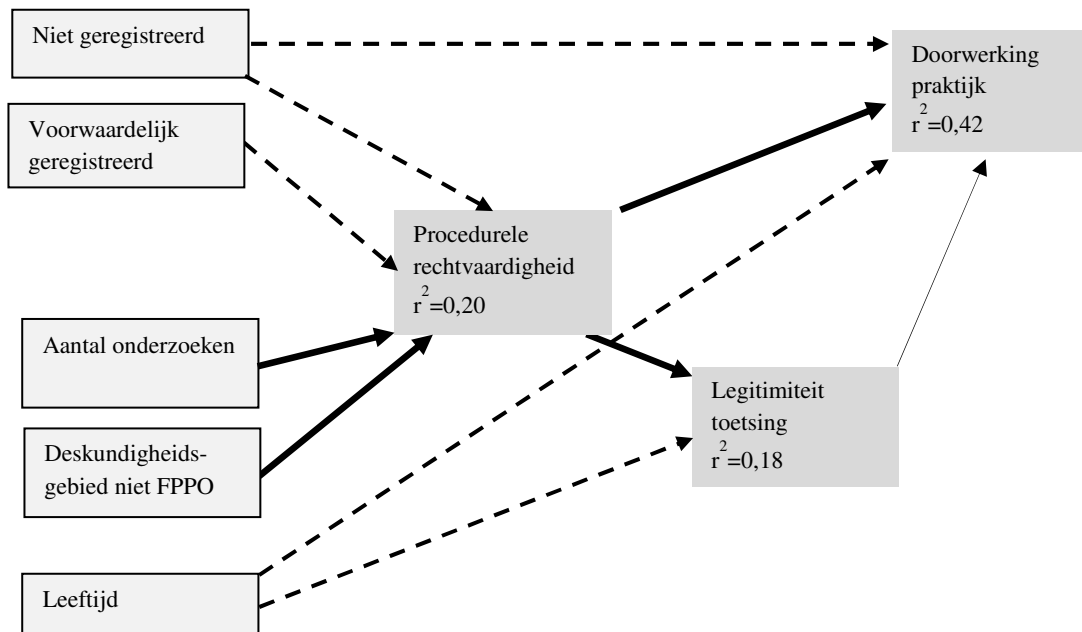 Niet geregistreerd
Voorwaardelijk
geregistreerd
Aantal onderzoeken
Deskundigheids-
gebied niet FPPO
Leeftijd
Procedurele
rechtvaardigheid
r²=0,20
Legitimiteit
toetsing
r²=0,18
Doorwerking
praktijk
r²=0,42